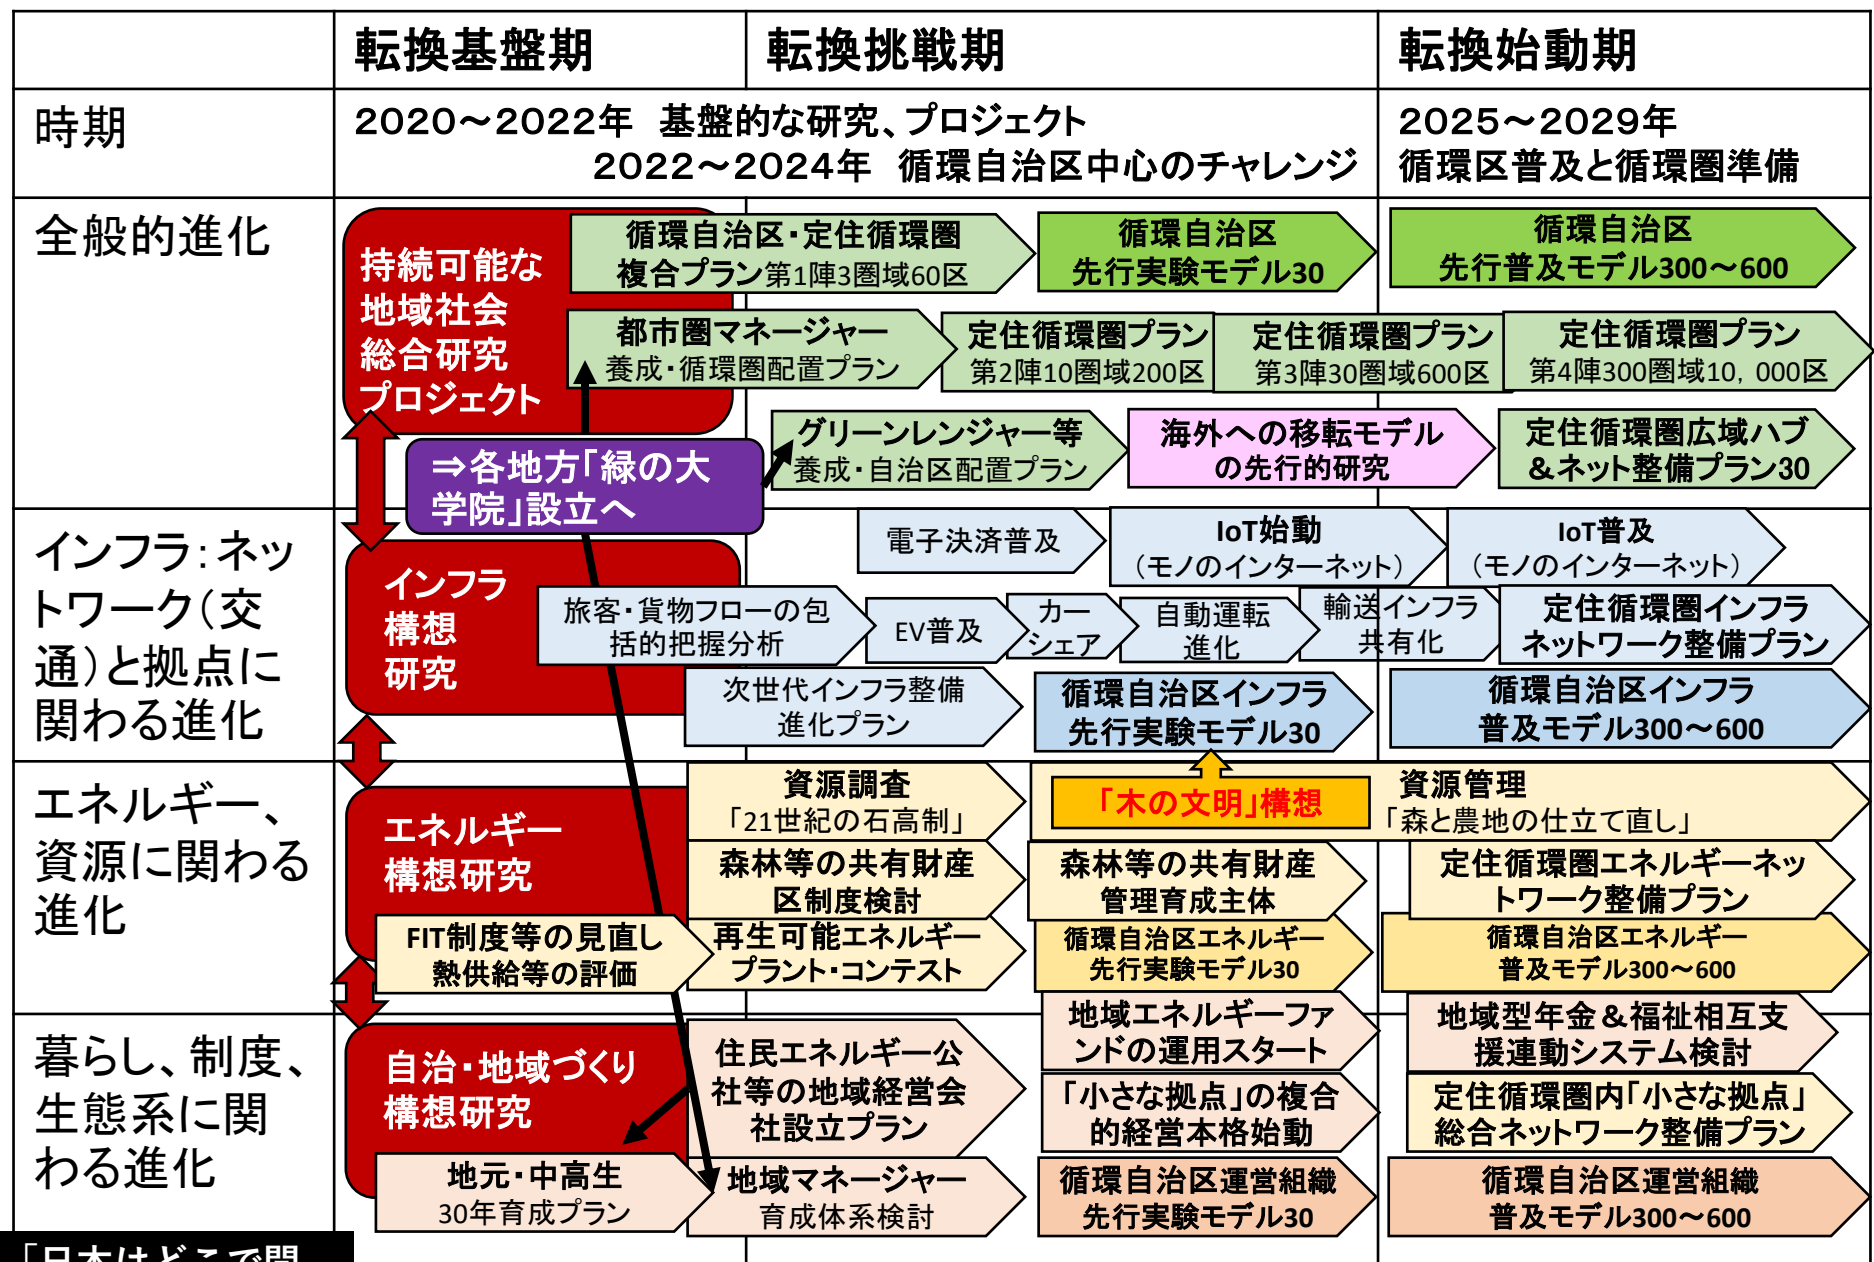 転換基盤期
転換挑戦期
転換始動期
時期
2020～2022年　基盤的な研究、プロジェクト
2022～2024年　循環自治区中心のチャレンジ
2025～2029年
循環区普及と循環圏準備
全般的進化
持続可能な
地域社会
総合研究
プロジェクト
循環自治区・定住循環圏
複合プラン第1陣3圏域60区
循環自治区
先行実験モデル30
循環自治区
先行普及モデル300～600
都市圏マネージャー
養成・循環圏配置プラン
定住循環圏プラン
第2陣10圏域200区
定住循環圏プラン
第3陣30圏域600区
定住循環圏プラン
第4陣300圏域10，000区
⇒各地方「緑の大
学院」設立へ
グリーンレンジャー等
養成・自治区配置プラン
海外への移転モデル
の先行的研究
定住循環圏広域ハブ
＆ネット整備プラン30
インフラ：ネッ
トワーク（交
通）と拠点に
関わる進化
インフラ
構想
研究
電子決済普及
IoT始動
（モノのインターネット）
IoT普及
（モノのインターネット）
旅客・貨物フローの包
括的把握分析
EV普及
カー
シェア
自動運転
進化
輸送インフラ
共有化
定住循環圏インフラ
ネットワーク整備プラン
次世代インフラ整備
進化プラン
循環自治区インフラ
先行実験モデル30
循環自治区インフラ
普及モデル300～600
エネルギー、
資源に関わる
進化
エネルギー
構想研究
資源調査
「21世紀の石高制」
「木の文明」構想
資源管理
「森と農地の仕立て直し」
森林等の共有財産
区制度検討
森林等の共有財産
管理育成主体
定住循環圏エネルギーネッ
トワーク整備プラン
FIT制度等の見直し
熱供給等の評価
再生可能エネルギー
プラント・コンテスト
循環自治区エネルギー
先行実験モデル30
循環自治区エネルギー
普及モデル300～600
暮らし、制度、
生態系に関
わる進化
自治・地域づくり
構想研究
住民エネルギー公
社等の地域経営会
社設立プラン
地域エネルギーファ
ンドの運用スタート
地域型年金＆福祉相互支
援連動システム検討
「小さな拠点」の複合
的経営本格始動
定住循環圏内「小さな拠点」
総合ネットワーク整備プラン
地元・中高生
30年育成プラン
地域マネージャー
育成体系検討
循環自治区運営組織
先行実験モデル30
循環自治区運営組織
普及モデル300～600
「日本はどこで間